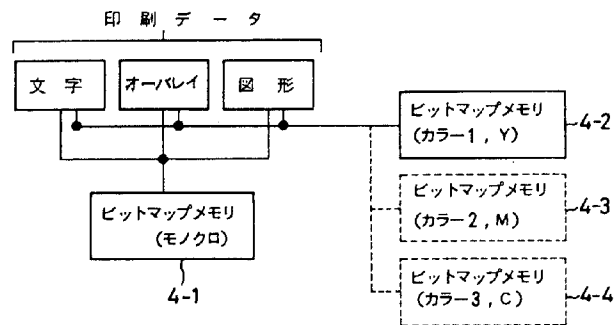 印刷データ
文字
オーバレイ
図形
ビットマップメモリ
(カラー1,Y)
4-2
ビットマップメモリ
(カラー2,M)
4-3
ビットマップメモリ
(モノクロ)
4-1
ビットマップメモリ
(カラー3,C)
4-4